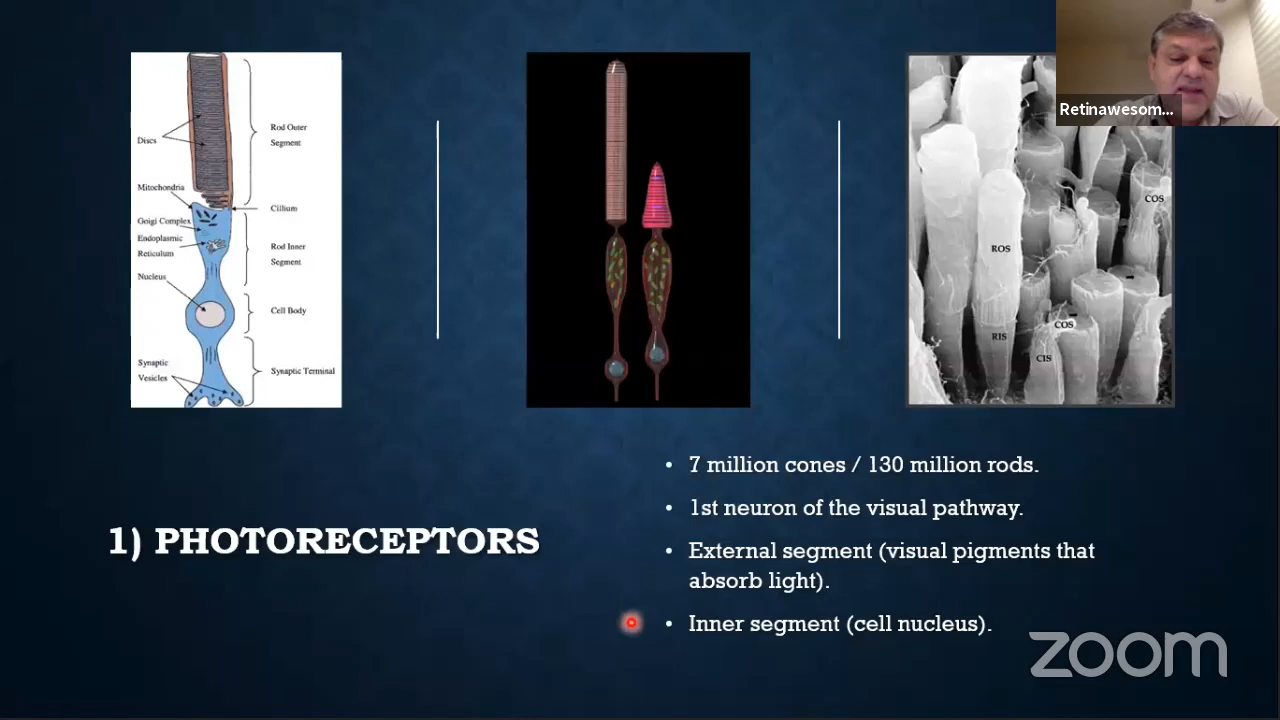 Discs
Mitochondria
Golgi Complex
Endoplasmic
Reticulum
Nucleus
Synaptic
Vesicles
Rod Outer
Segment
Cillium
Rod Inner
Segment
Cell Body
Synaptic Terminal
ROS
RIS
COS
CIS
COS
Retinawesom...
1) PHOTORECEPTORS
• 7 million cones / 130 million rods.
• 1st neuron of the visual pathway.
• External segment (visual pigments that
absorb light).
• Inner segment (cell nucleus).
zoom